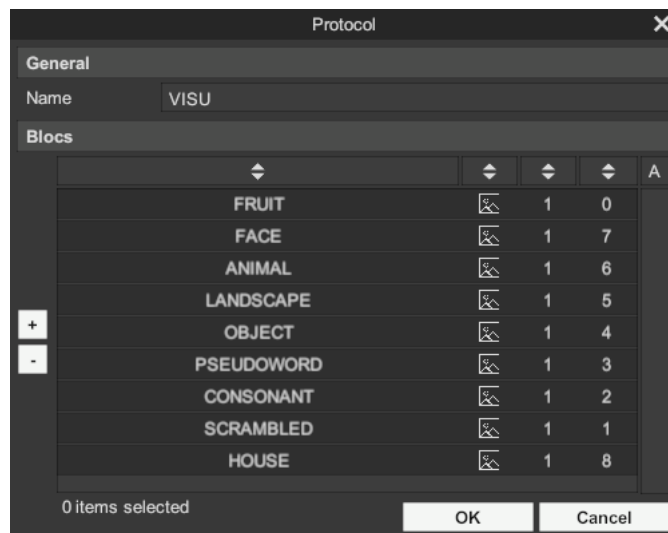 Protocol
General
Name VISU
Blocs
A
FRUIT 1 0
FACE 1 7
ANIMAL 1 6
LANDSCAPE 1 5
OBJECT 1 4
PSEUDOWORD 1 3
CONSONANT 1 2
SCRAMBLED 1 1
HOUSE 1 8
+
-
0 items selected
OK Cancel